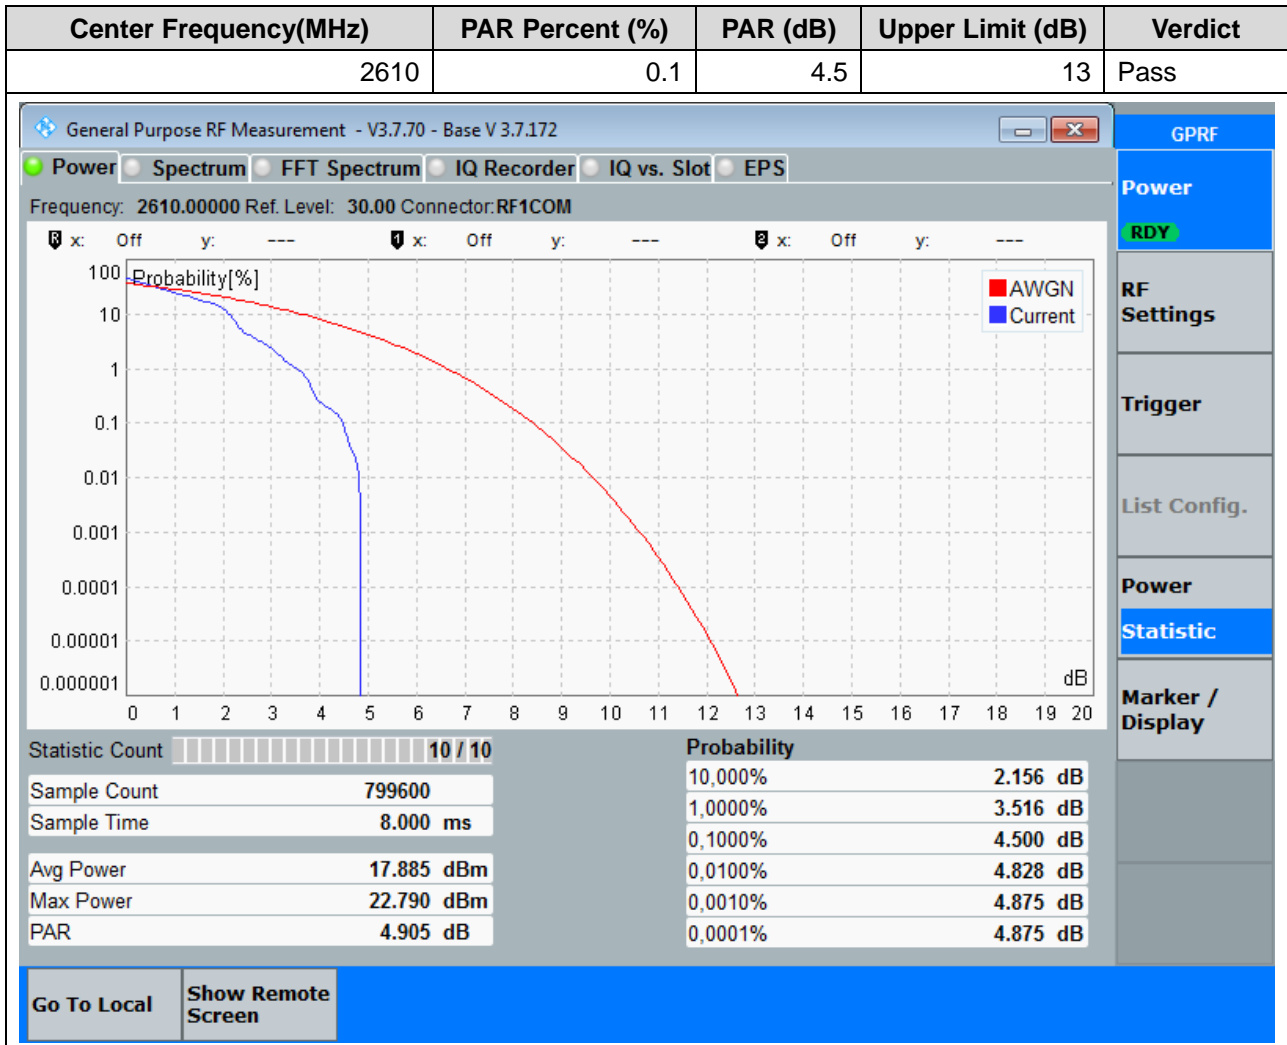 Center Frequency(MHz) PAR Percent (%) PAR (dB) Upper Limit (dB) Verdict
2610 0.1 4.5 13 Pass
General Purpose RF Measurement - V3.7.70 - Base V 3.7.172
GPRF
Power Spectrum FFT Spectrum IQ Recorder IQ vs. Slot EPS
Power
RDY
Frequency: 2610.00000 Ref. Level: 30.00 Connector: RF1COM
R x: Off y: --- 1 x: Off y: --- 2 x: Off y: ---
Probability[%]
AWGN
Current
100
10
1
0.1
0.01
0.001
0.0001
0.00001
0.000001
dB
0 1 2 3 4 5 6 7 8 9 10 11 12 13 14 15 16 17 18 19 20
RF
Settings
Trigger
List Config.
Power
Statistic
Marker /
Display
Statistic Count 10 / 10
Sample Count 799600
Sample Time 8.000 ms
Avg Power 17.885 dBm
Max Power 22.790 dBm
PAR 4.905 dB
Probability
10,000% 2.156 dB
1,0000% 3.516 dB
0,1000% 4.500 dB
0,0100% 4.828 dB
0,0010% 4.875 dB
0,0001% 4.875 dB
Go To Local
Show Remote
Screen